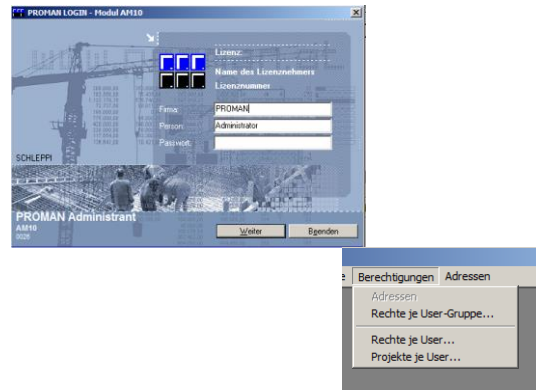 PROMAN LOGIN - Modul AM10
Lizenz:
Name des Lizenznehmers
Lizenznummer
Firma: PROMAN
Person: Administrator
Passwort:
SCHLEPPI
PROMAN Administrant
AM10
0026
Weiter Beenden
Berechtigungen Adressen
Adressen
Rechte je User-Gruppe...
Rechte je User...
Projekte je User...